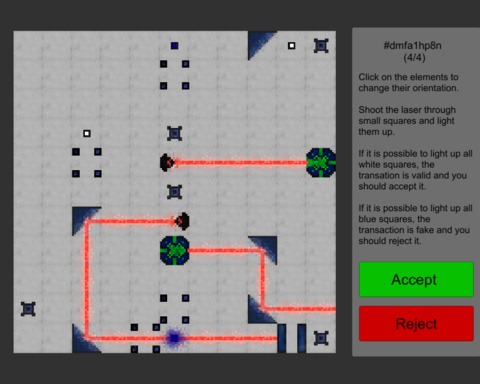 #dmfa1hp8n
(4/4)
Click on the elements to
change their orientation.
Shoot the laser through
small squares and light
them up.
If it is possible to light up all
white squares, the
transation is valid and you
should accept it.
If it is possible to light up all
blue squares, the
transaction is fake and you
should reject it.
Accept
Reject